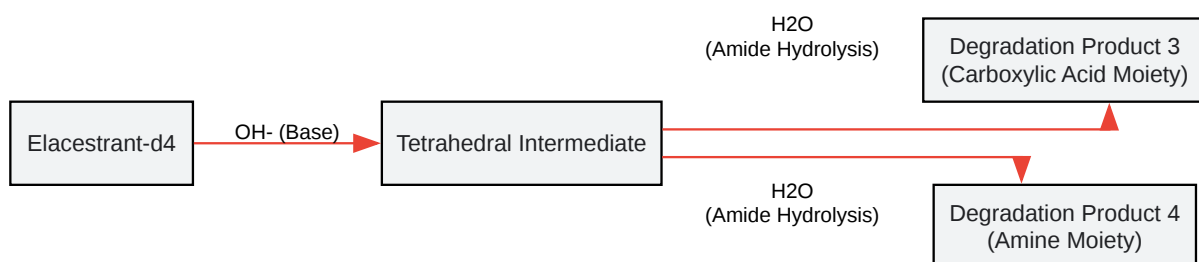 H2O
(Amide Hydrolysis)
Degradation Product 3
(Carboxylic Acid Moiety)
Elacestrant-d4
OH- (Base)
Tetrahedral Intermediate
H2O
(Amide Hydrolysis)
Degradation Product 4
(Amine Moiety)